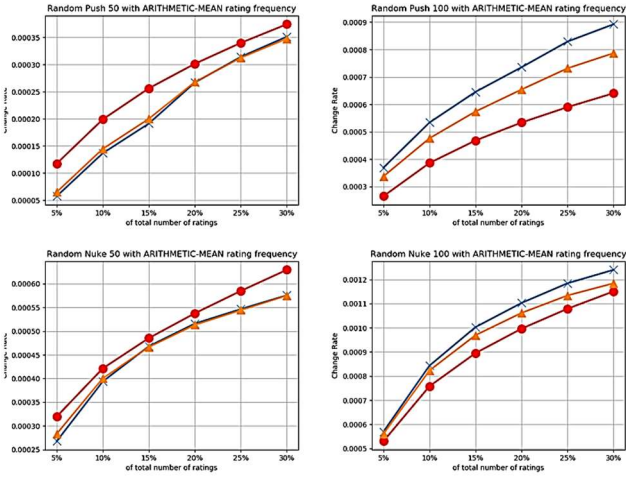 Random Push 50 with ARITHMETIC-MEAN rating frequency
0.00035
0.00030
0.00025
0.00020
0.00015
0.00010
0.00005
5% 10% 15% 20% 25% 30%
of total number of ratings
Random Push 100 with ARITHMETIC-MEAN rating frequency
Change Rate
0.0009
0.0008
0.0007
0.0006
0.0005
0.0004
0.0003
5% 10% 15% 20% 25% 30%
of total number of ratings
Random Nuke 50 with ARITHMETIC-MEAN rating frequency
0.00060
0.00055
0.00050
0.00045
0.00040
0.00035
0.00030
0.00025
5% 10% 15% 20% 25% 30%
of total number of ratings
Random Nuke 100 with ARITHMETIC-MEAN rating frequency
Change Rate
0.0012
0.0011
0.0010
0.0009
0.0008
0.0007
0.0006
0.0005
5% 10% 15% 20% 25% 30%
of total number of ratings